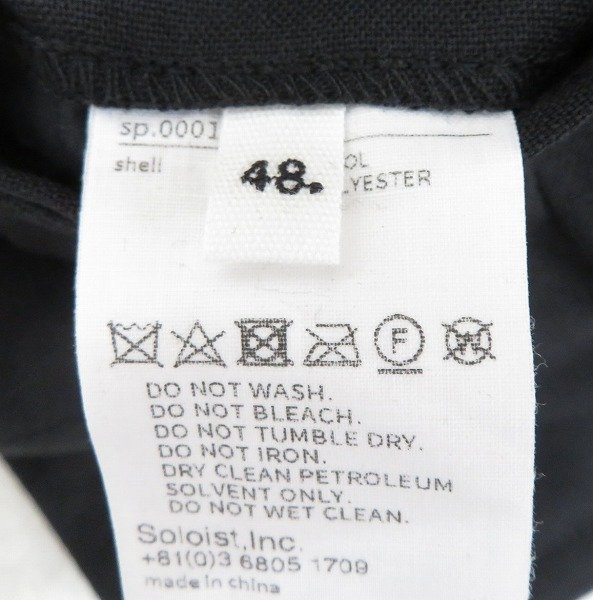 sp.0001
shell
48.
DO NOT WASH.
DO NOT BLEACH.
DO NOT TUMBLE DRY.
DO NOT IRON.
DRY CLEAN PETROLEUM
SOLVENT ONLY.
DO NOT WET CLEAN.
Soloist,Inc.
+81(0)3 6805 1709
made in china
F
W